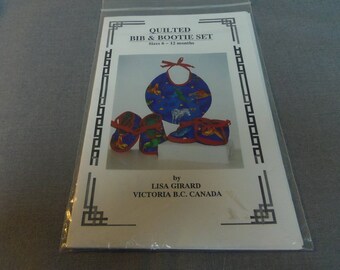 QUILTED
BIB & BOOTIE SET
Sizes 6 - 12 months
by
LISA GIRARD
VICTORIA B.C. CANADA